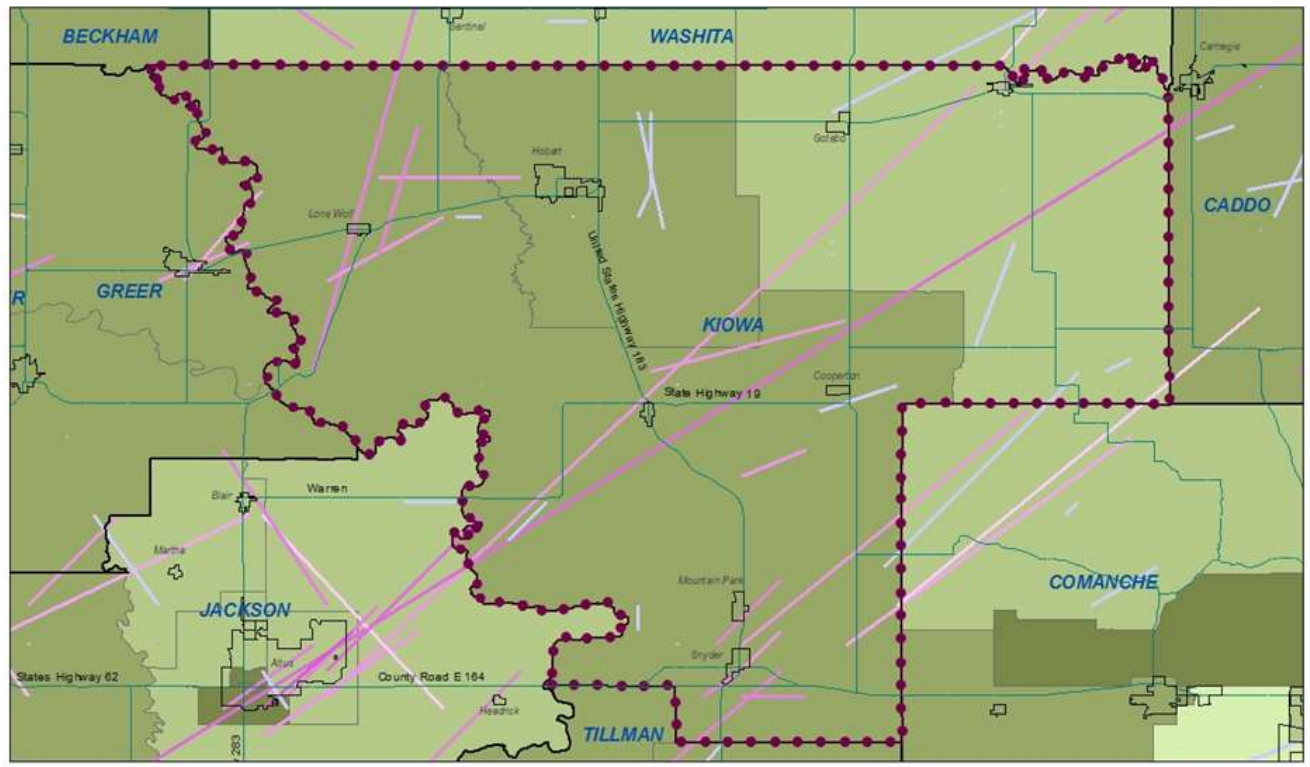 BECKHAM
Sentinel
WASHITA
Carnegie
Gotebo
Hobart
CADDO
Lone Wolf
R
GREER
United States Highway 183
KIOWA
Cooperton
State Highway 19
Warren
Blair
Martha
Mountain Park
COMANCHE
JACKSON
Snyder
Altus
States Highway 62
County Road E 164
Headrick
TILLMAN
283